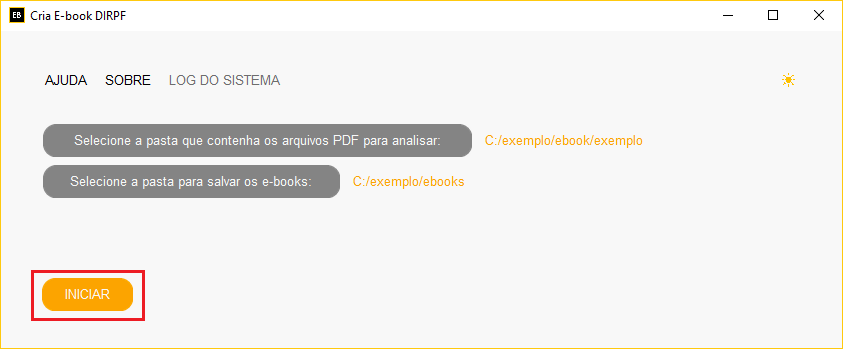 EB Cria E-book DIRPF
AJUDA SOBRE LOG DO SISTEMA
Selecione a pasta que contenha os arquivos PDF para analisar: C:/exemplo/ebook/exemplo
Selecione a pasta para salvar os e-books: C:/exemplo/ebooks
INICIAR